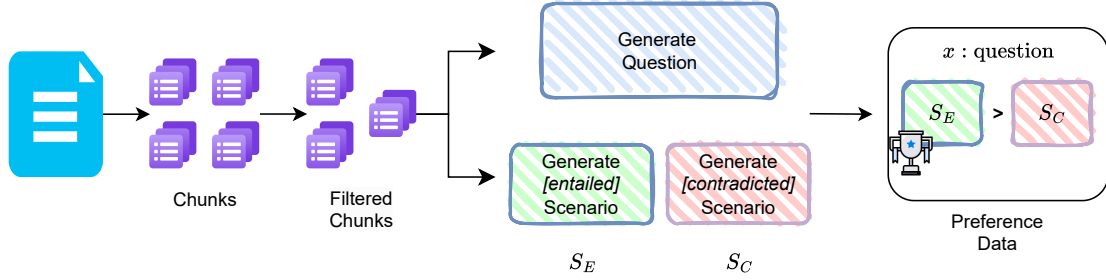 Chunks
Filtered
Chunks
Generate
Question
Generate
[entailed]
Scenario
Generate
[contradicted]
Scenario
S_E
S_C
x : question
S_E > S_C
Preference
Data